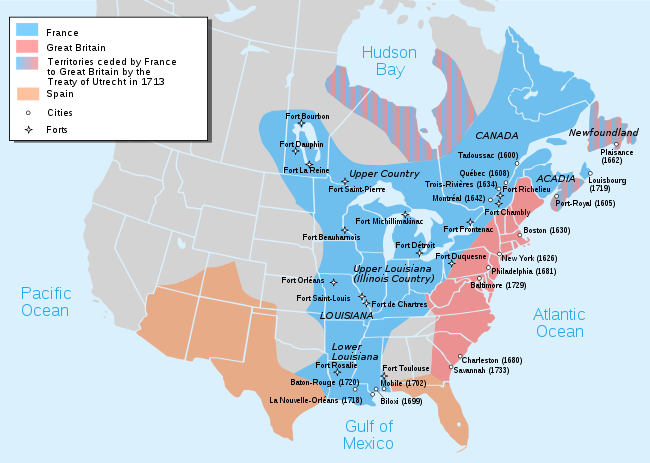 France
Great Britain
Territories ceded by France
to Great Britain by the
Treaty of Utrecht in 1713
Spain
Cities
Forts
Hudson
Bay
Fort Bourbon
Fort Dauphin
Fort La Reine
Upper Country
Fort Saint-Pierre
CANADA
Newfoundland
Plaisance
(1662)
Tadoussac (1600)
Québec (1608)
ACADIA
Louisbourg
(1719)
Trois-Rivières (1634)
Fort Richelieu
Montréal (1642)
Port-Royal (1605)
Fort Chambly
Fort Michillimakinac
Fort Frontenac
Fort Beauharnois
Boston (1630)
Fort Détroit
Fort Duquesne
New York (1626)
Upper Louisiana
(Illinois Country)
Philadelphia (1681)
Fort Orléans
Baltimore (1729)
Fort Saint-Louis
Fort de Chartres
Pacific
Ocean
LOUISIANA
Atlantic
Ocean
Lower
Louisiana
Fort Rosalie
Fort Toulouse
Charleston (1680)
Savannah (1733)
Baton-Rouge (1720)
Mobile (1702)
La Nouvelle-Orléans (1718)
Biloxi (1699)
Gulf of
Mexico